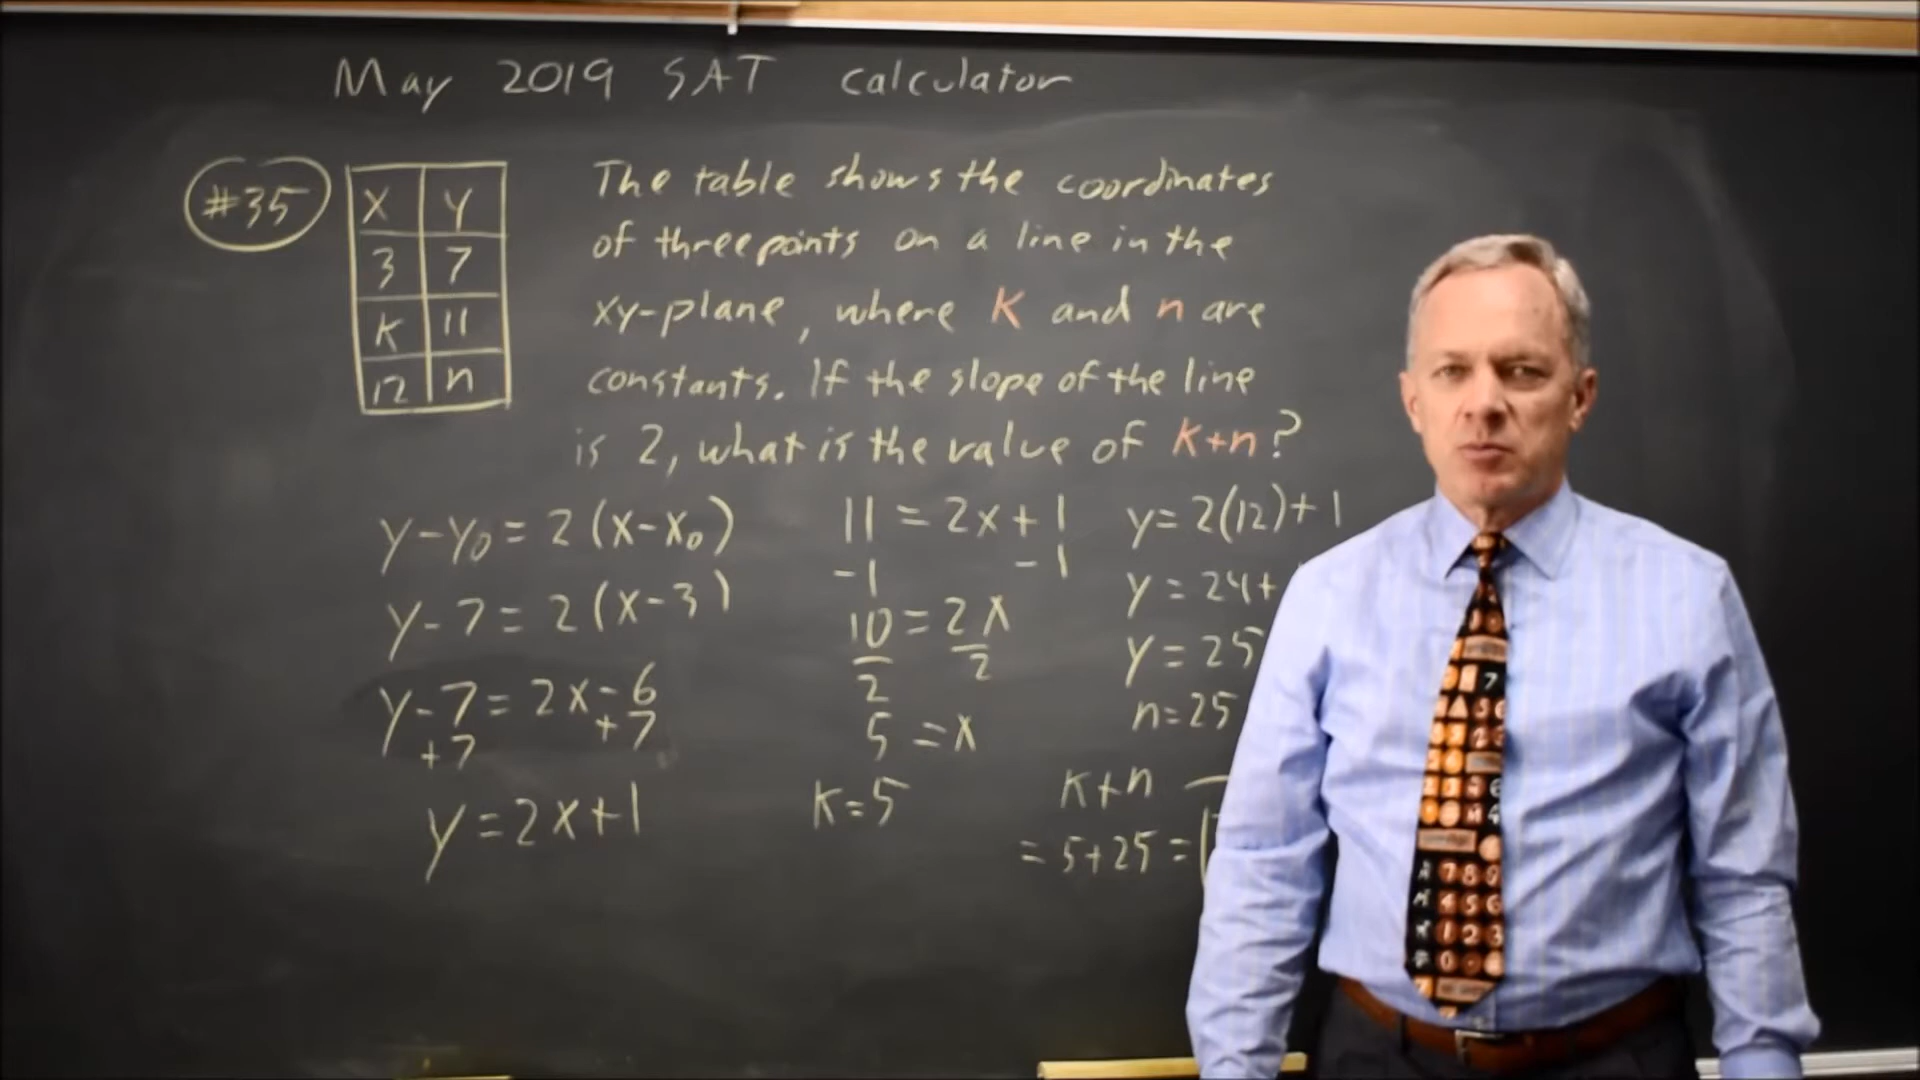 May 2019 SAT calculator
#35
X Y
3 7
K 11
12 n
The table shows the coordinates
of three points on a line in the
xy-plane, where K and n are
constants. If the slope of the line
is 2, what is the value of K+n?
y-y₀=2(x-x₀)
y-7=2(x-3)
y-7=2x-6
+7 +7
y=2x+1
11=2x+1
-1 -1
10=2x
2 2
5=x
K=5
y=2(12)+1
y=24+
y=25
n=25
K+n
=5+25=